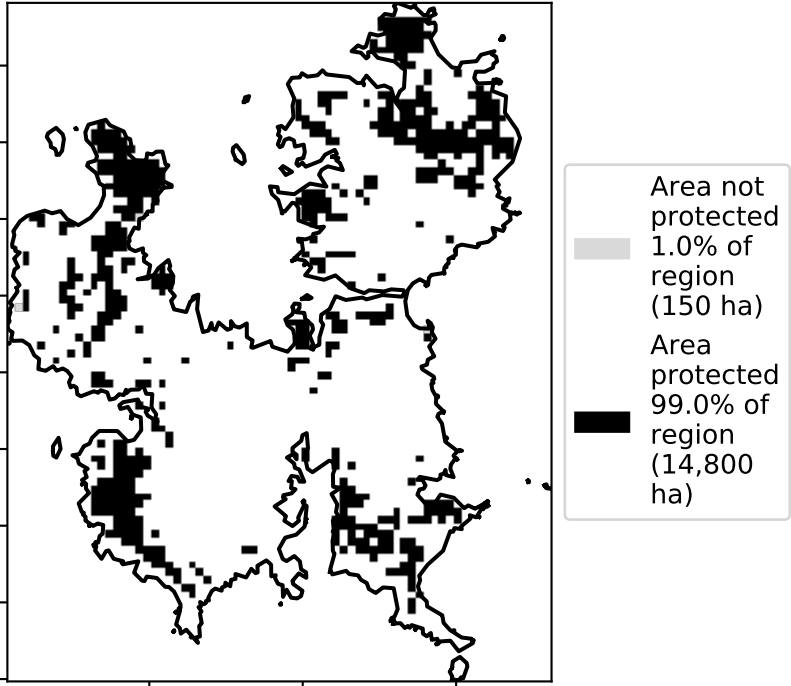 Area not
protected
1.0% of
region
(150 ha)
Area
protected
99.0% of
region
(14,800
ha)